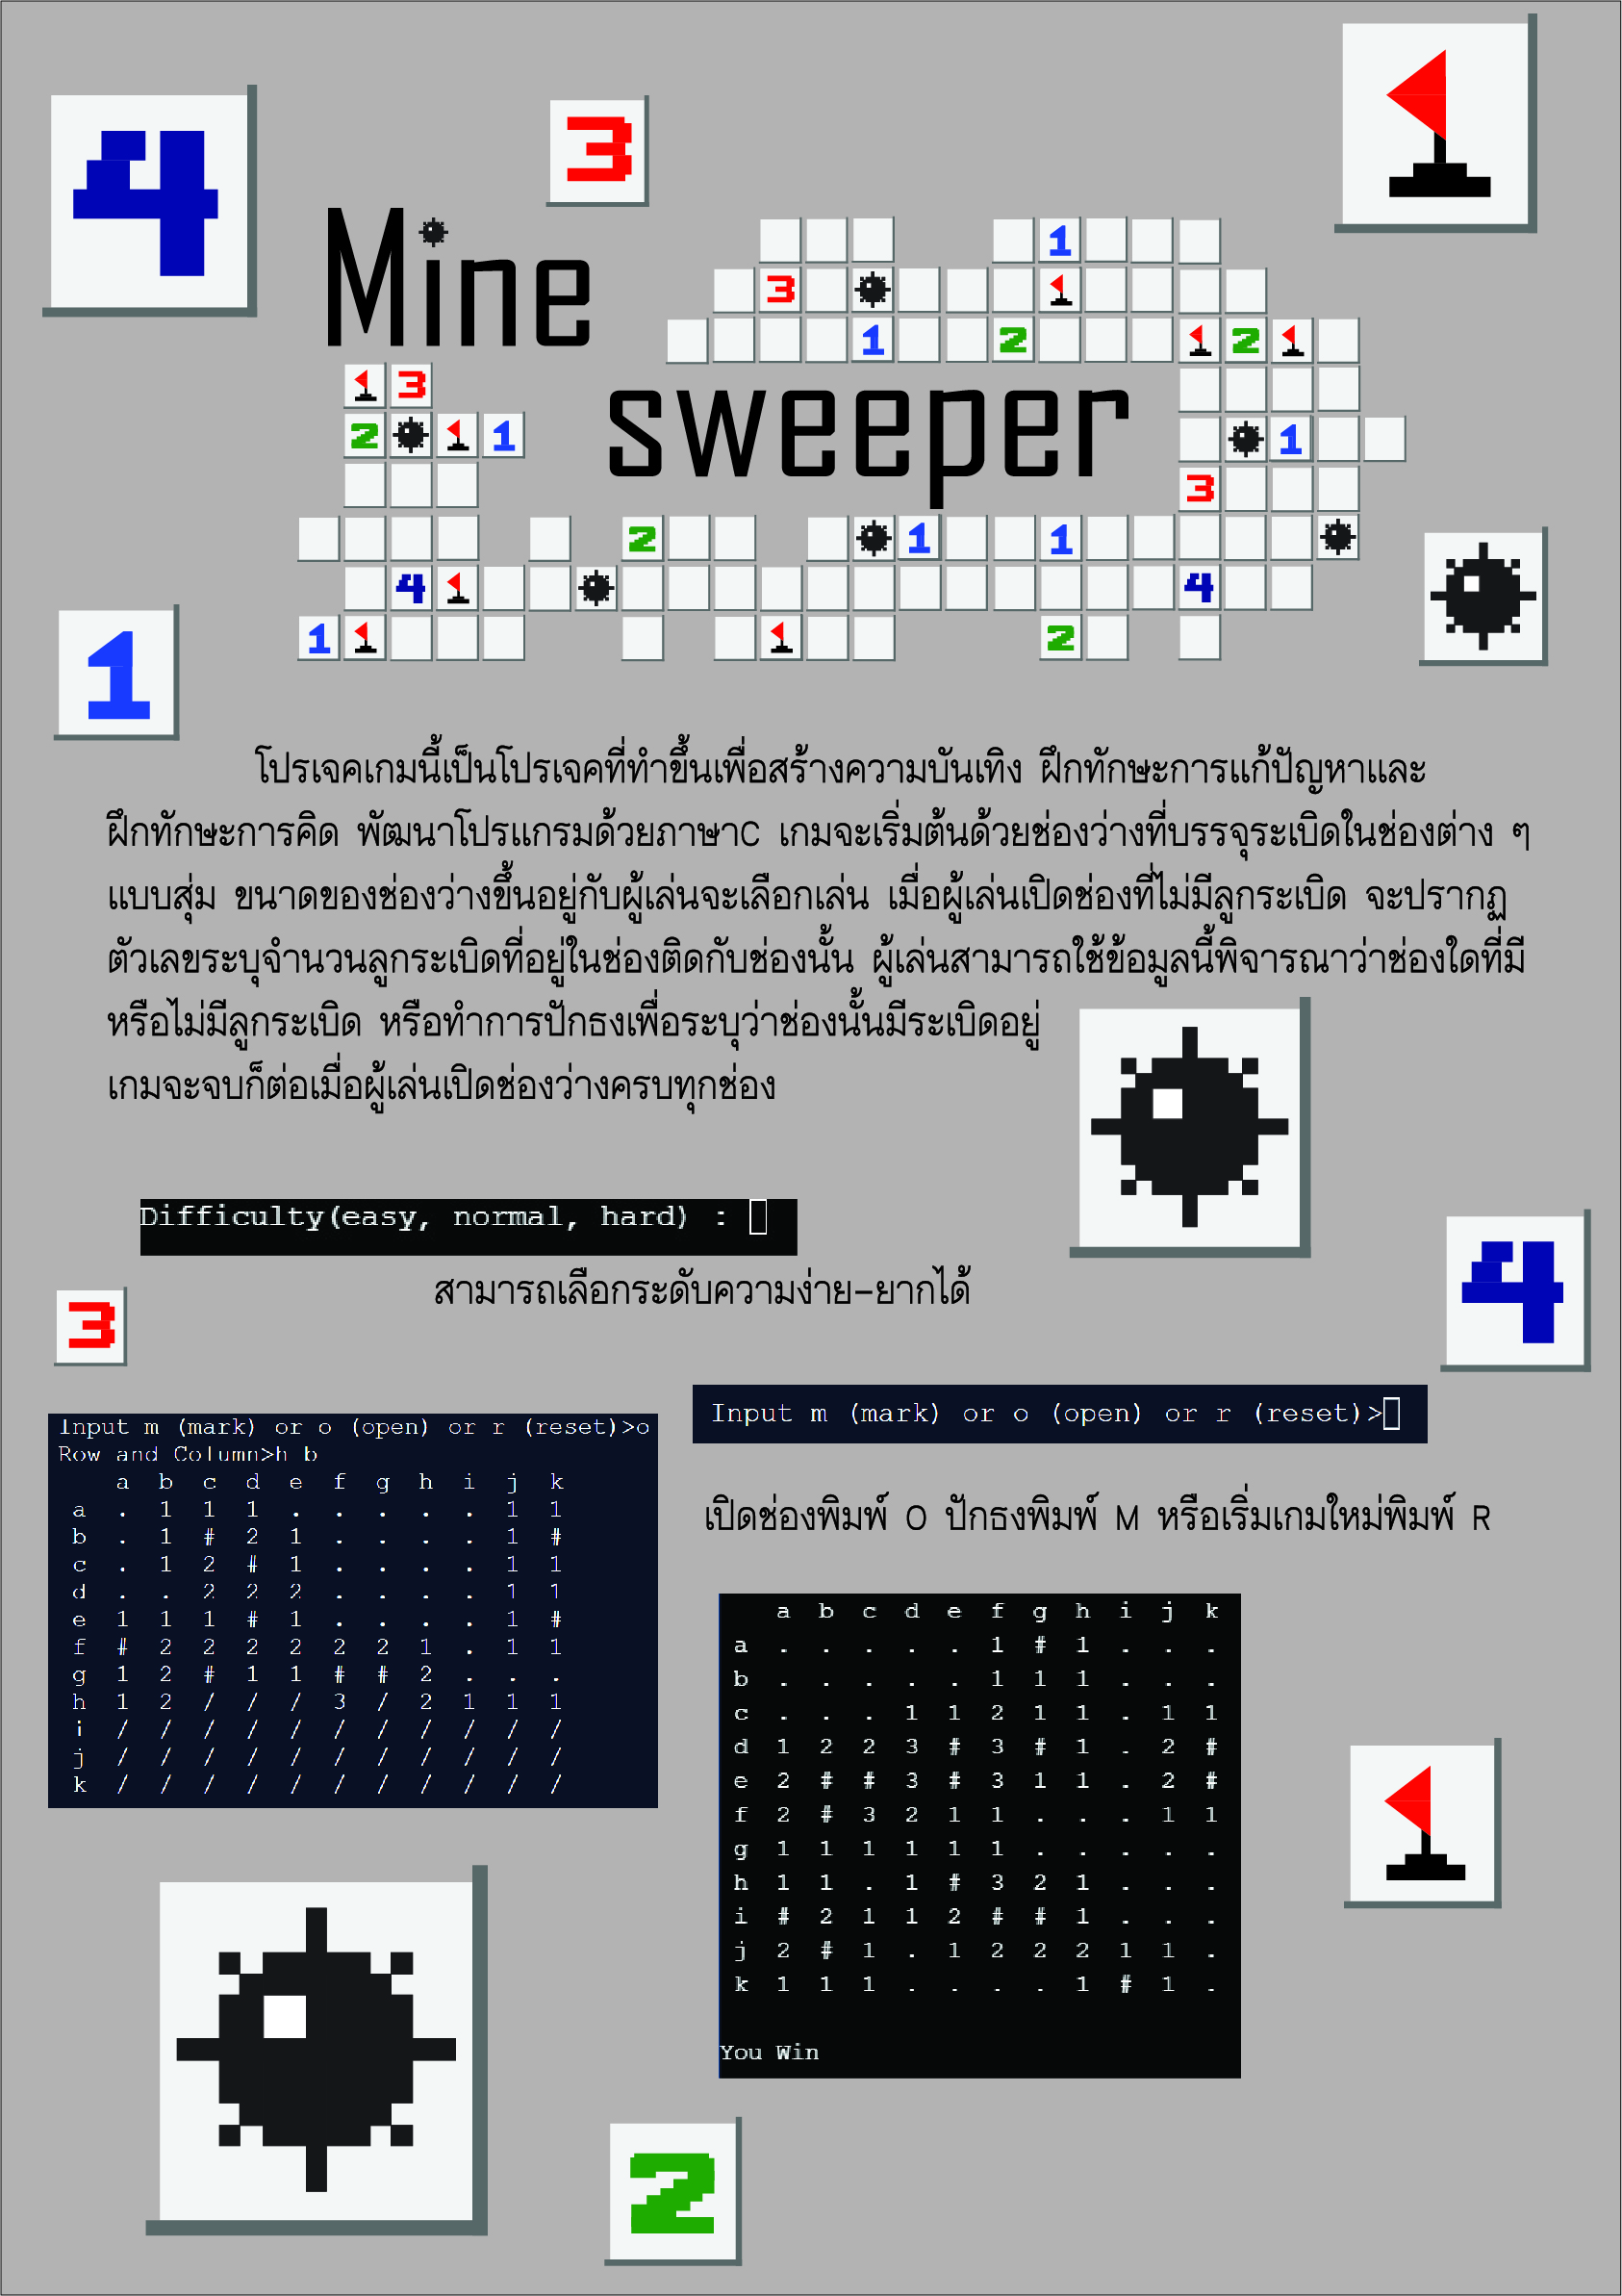 4
3
Mine
1
3
1
2
2
3
sweeper
2
1
1
3
2
1
1
4
4
1
2
1
โปรเจคเกมนี้เป็นโปรเจคที่ทำขึ้นเพื่อสร้างความบันเทิง ฝึกทักษะการแก้ปัญหาและ
ฝึกทักษะการคิด พัฒนาโปรแกรมด้วยภาษาC เกมจะเริ่มต้นด้วยช่องว่างที่บรรจุระเบิดในช่องต่าง ๆ
แบบสุ่ม ขนาดของช่องว่างขึ้นอยู่กับผู้เล่นจะเลือกเล่น เมื่อผู้เล่นเปิดช่องที่ไม่มีลูกระเบิด จะปรากฏ
ตัวเลขระบุจำนวนลูกระเบิดที่อยู่ในช่องติดกับช่องนั้น ผู้เล่นสามารถใช้ข้อมูลนี้พิจารณาว่าช่องใดที่มี
หรือไม่มีลูกระเบิด หรือทำการปักธงเพื่อระบุว่าช่องนั้นมีระเบิดอยู่
เกมจะจบก็ต่อเมื่อผู้เล่นเปิดช่องว่างครบทุกช่อง
Difficulty(easy, normal, hard) :
สามารถเลือกระดับความง่าย-ยากได้
4
3
Input m (mark) or o (open) or r (reset)>o
Row and Column>h b
a b c d e f g h i j k
a . 1 1 1 . . . . . 1 1
b . 1 # 2 1 . . . . 1 #
c . 1 2 # 1 . . . . 1 1
d . . 2 2 2 . . . . 1 1
e 1 1 1 # 1 . . . . 1 #
f # 2 2 2 2 2 2 1 . 1 1
g 1 2 # 1 1 # # 2 . . .
h 1 2 / / / 3 / 2 1 1 1
i / / / / / / / / / / /
j / / / / / / / / / / /
k / / / / / / / / / / /
Input m (mark) or o (open) or r (reset)>
เปิดช่องพิมพ์ O ปักธงพิมพ์ M หรือเริ่มเกมใหม่พิมพ์ R
a b c d e f g h i j k
a . . . . . 1 # 1 . . .
b . . . . . 1 1 1 . . .
c . . . 1 1 2 1 1 . 1 1
d 1 2 2 3 # 3 # 1 . 2 #
e 2 # # 3 # 3 1 1 . 2 #
f 2 # 3 2 1 1 . . . 1 1
g 1 1 1 1 1 1 . . . . .
h 1 1 . 1 # 3 2 1 . . .
i # 2 1 1 2 # # 1 . . .
j 2 # 1 . 1 2 2 2 1 1 .
k 1 1 1 . . . . 1 # 1 .
You Win
2